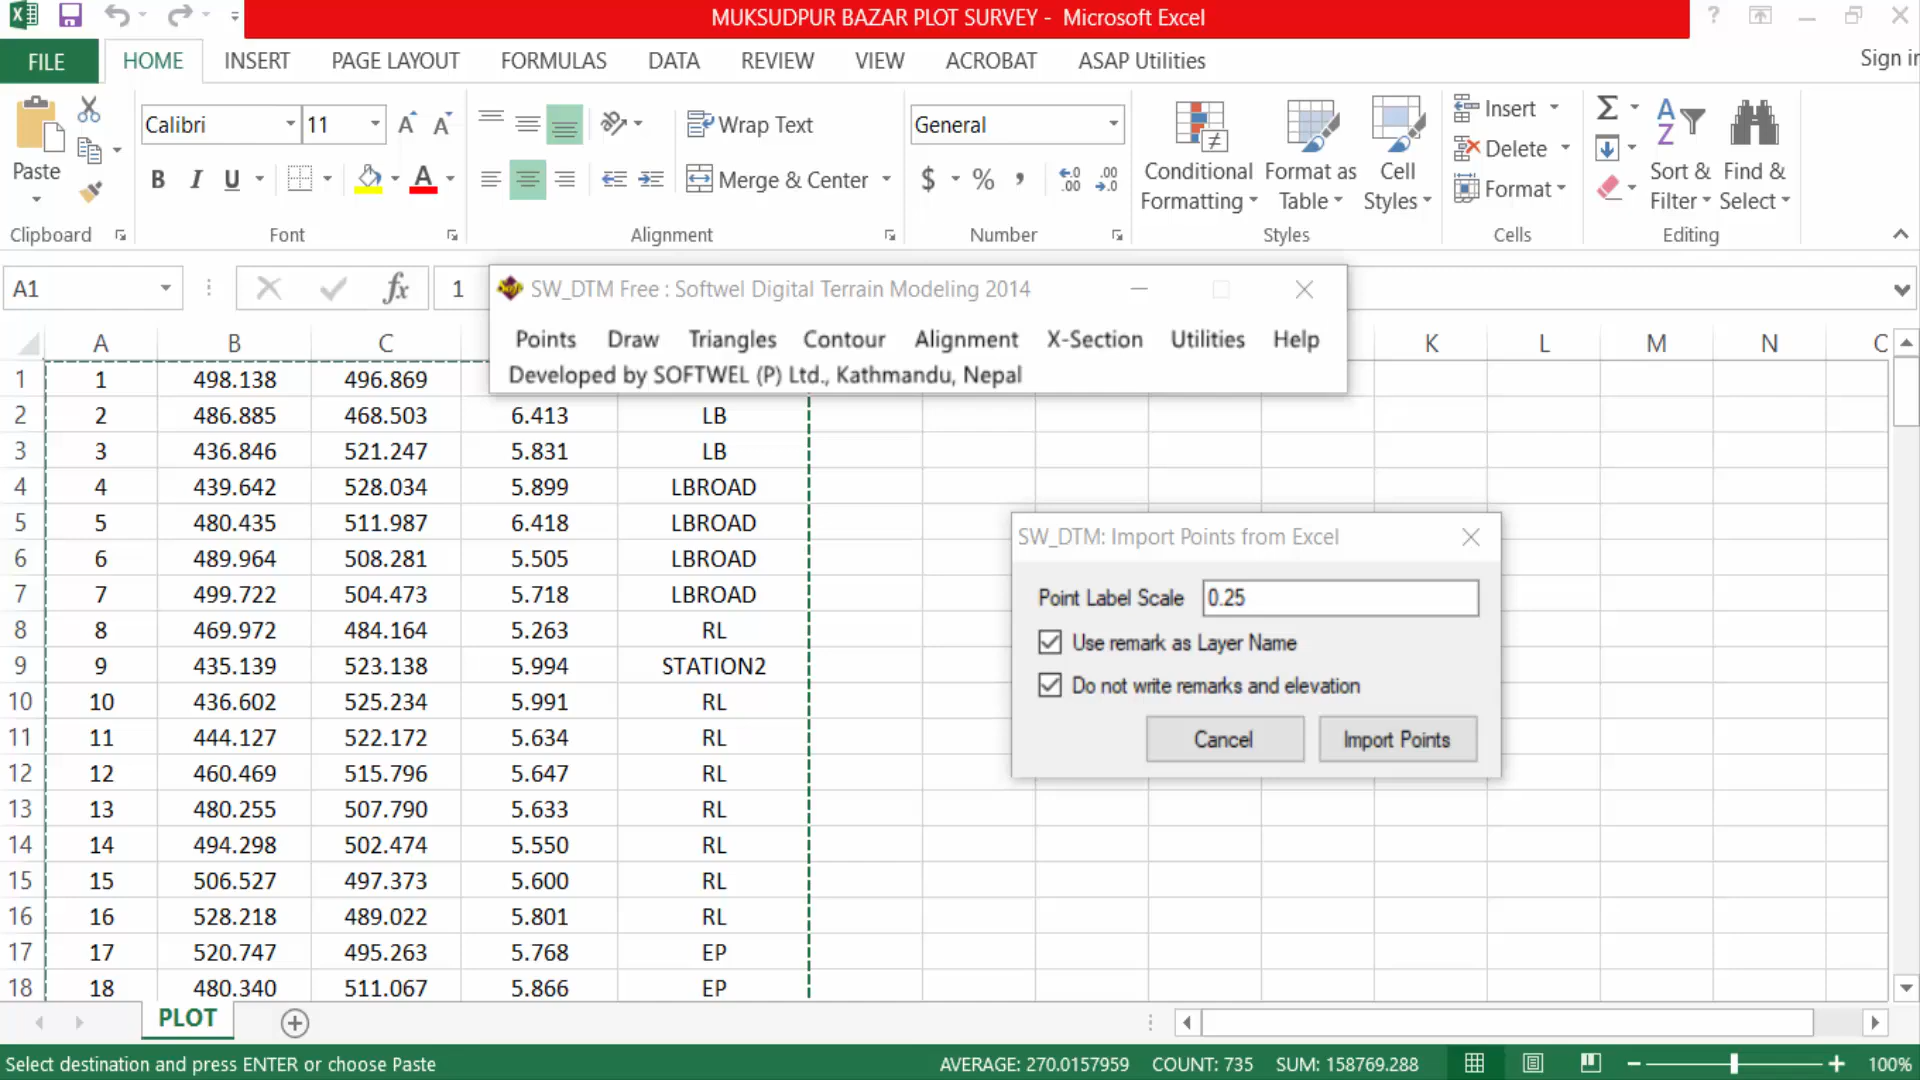 MUKSUDPUR BAZAR PLOT SURVEY - Microsoft Excel
FILE HOME INSERT PAGE LAYOUT FORMULAS DATA REVIEW VIEW ACROBAT ASAP Utilities Sign in
Paste
Clipboard
Calibri 11
B I U
Font
Wrap Text
Merge & Center
Alignment
General
$ % , .00 .00
Number
Conditional Formatting
Format as Table
Cell Styles
Styles
Insert
Delete
Format
Cells
Sort & Filter
Find & Select
Editing
A1 fx 1
SW_DTM Free : Softwel Digital Terrain Modeling 2014
Points Draw Triangles Contour Alignment X-Section Utilities Help
Developed by SOFTWEL (P) Ltd., Kathmandu, Nepal
A B C K L M N
1 1 498.138 496.869
2 2 486.885 468.503 6.413 LB
3 3 436.846 521.247 5.831 LB
4 4 439.642 528.034 5.899 LBROAD
5 5 480.435 511.987 6.418 LBROAD
6 6 489.964 508.281 5.505 LBROAD
7 7 499.722 504.473 5.718 LBROAD
8 8 469.972 484.164 5.263 RL
9 9 435.139 523.138 5.994 STATION2
10 10 436.602 525.234 5.991 RL
11 11 444.127 522.172 5.634 RL
12 12 460.469 515.796 5.647 RL
13 13 480.255 507.790 5.633 RL
14 14 494.298 502.474 5.550 RL
15 15 506.527 497.373 5.600 RL
16 16 528.218 489.022 5.801 RL
17 17 520.747 495.263 5.768 EP
18 18 480.340 511.067 5.866 EP
SW_DTM: Import Points from Excel
Point Label Scale 0.25
Use remark as Layer Name
Do not write remarks and elevation
Cancel Import Points
PLOT
Select destination and press ENTER or choose Paste AVERAGE: 270.0157959 COUNT: 735 SUM: 158769.288 100%